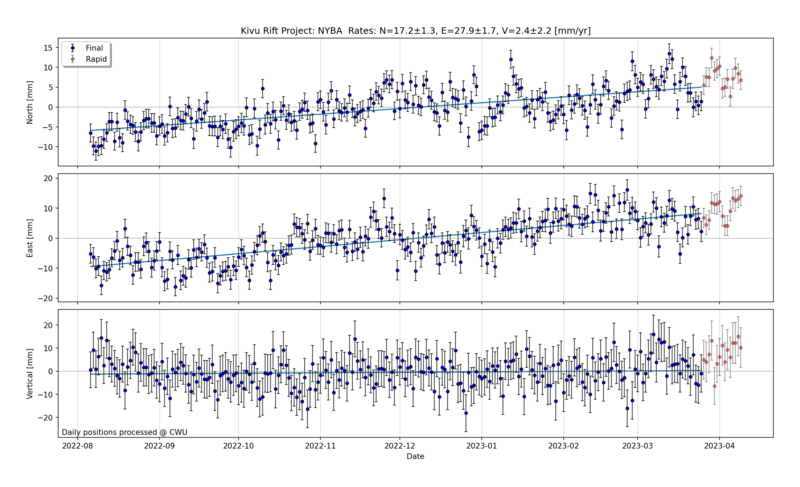 Kivu Rift Project: NYBA Rates: N=17.2±1.3, E=27.9±1.7, V=2.4±2.2 [mm/yr]
Final
Rapid
15
10
5
0
−5
−10
North [mm]
20
10
0
−10
−20
East [mm]
20
10
0
−10
−20
Vertical [mm]
Daily positions processed @ CWU
2022-08 2022-09 2022-10 2022-11 2022-12 2023-01 2023-02 2023-03 2023-04
Date